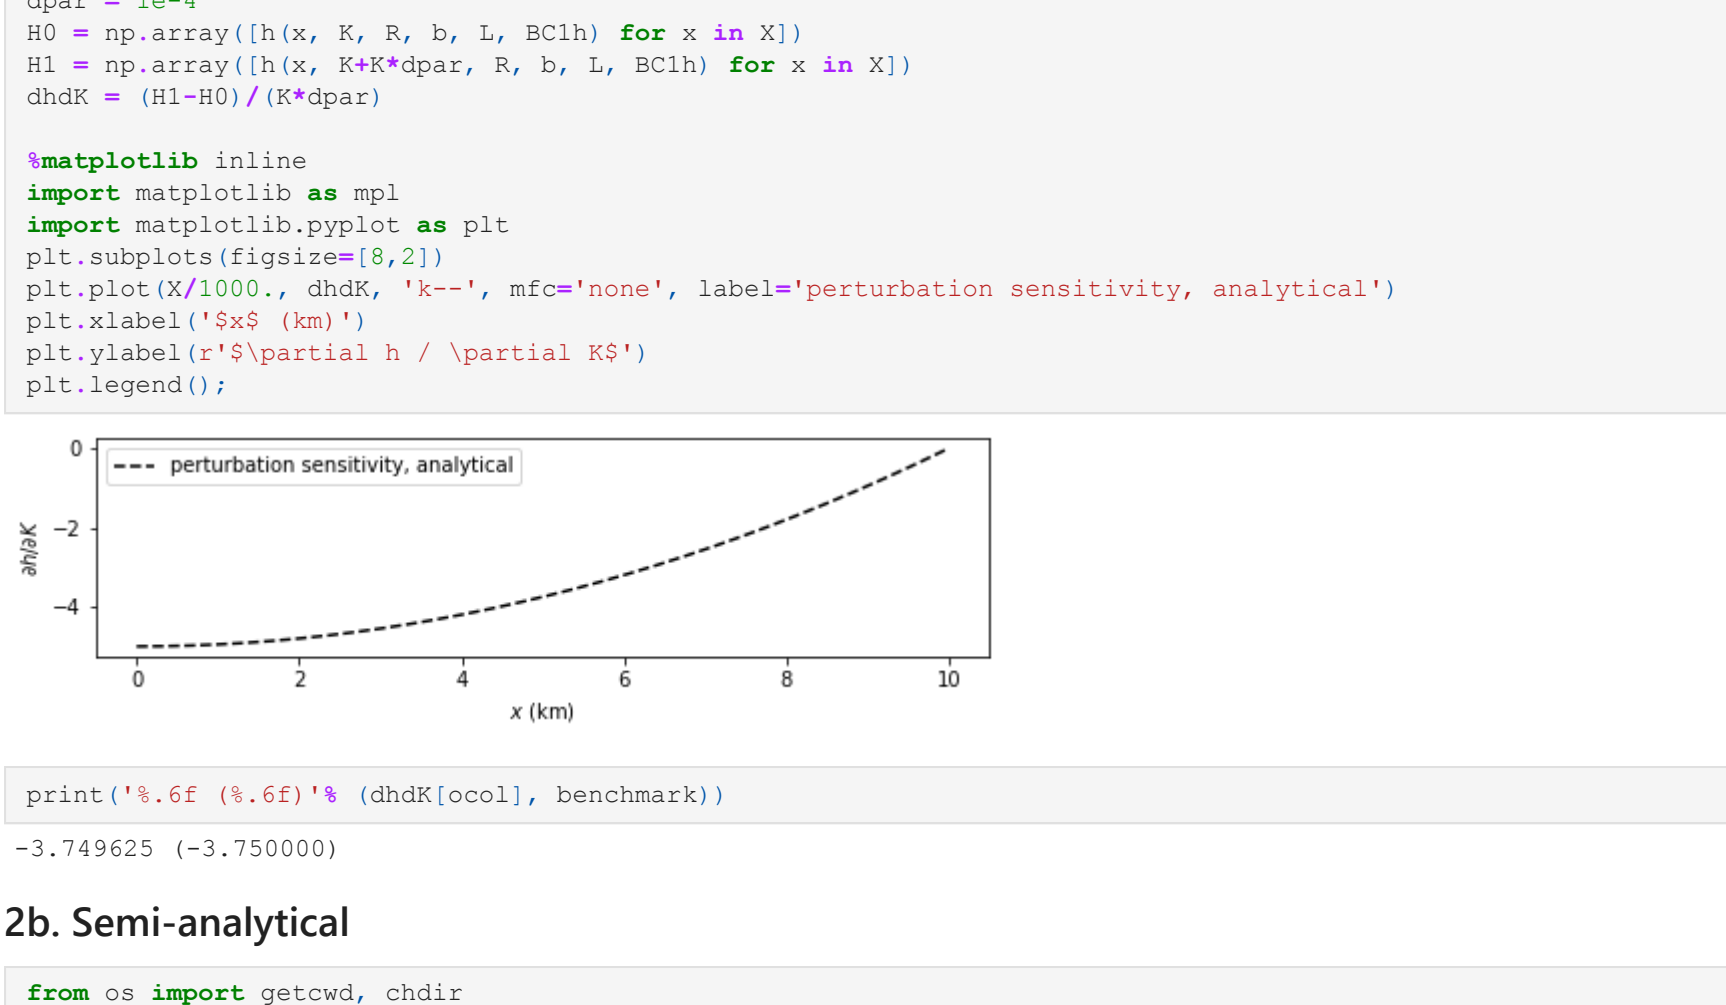 dpar = 1e-4
H0 = np.array([h(x, K, R, b, L, BC1h) for x in X])
H1 = np.array([h(x, K+K*dpar, R, b, L, BC1h) for x in X])
dhdK = (H1-H0)/(K*dpar)
%matplotlib inline
import matplotlib as mpl
import matplotlib.pyplot as plt
plt.subplots(figsize=[8,2])
plt.plot(X/1000., dhdK, 'k--', mfc='none', label='perturbation sensitivity, analytical')
plt.xlabel('$x$ (km)')
plt.ylabel(r'$\partial h / \partial K$')
plt.legend();
perturbation sensitivity, analytical
0
−2
−4
∂h/∂K
0 2 4 6 8 10
x (km)
print('%.6f (%.6f)'% (dhdK[ocol], benchmark))
-3.749625 (-3.750000)
2b. Semi-analytical
from os import getcwd, chdir